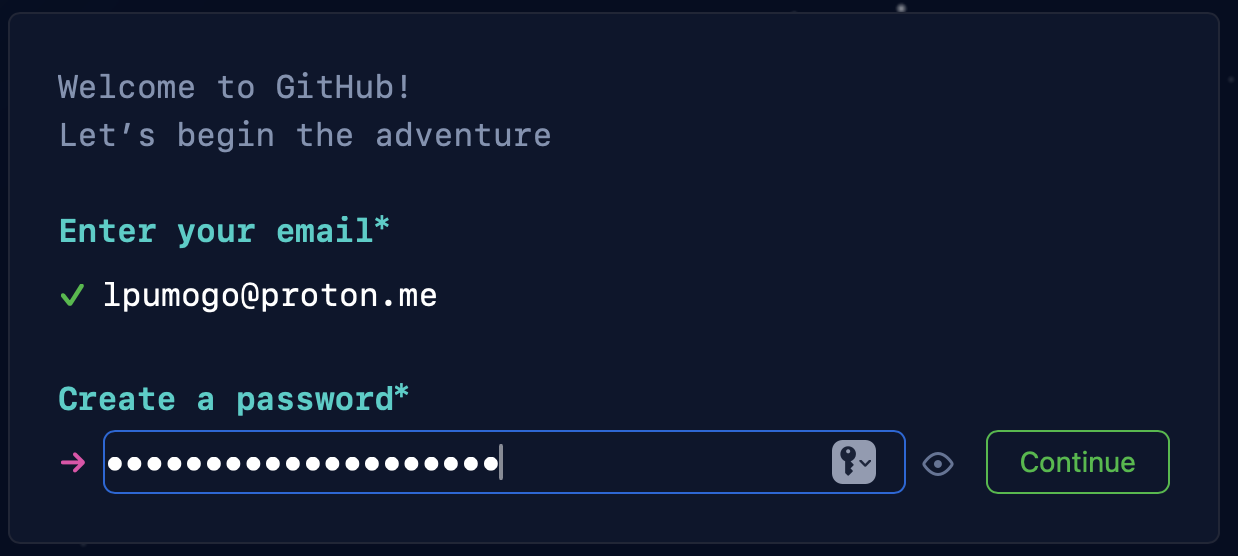 Welcome to GitHub!
Let’s begin the adventure
Enter your email*
✓ lpumogo@proton.me
Create a password*
→ ●●●●●●●●●●●●●●●●●●●● Continue